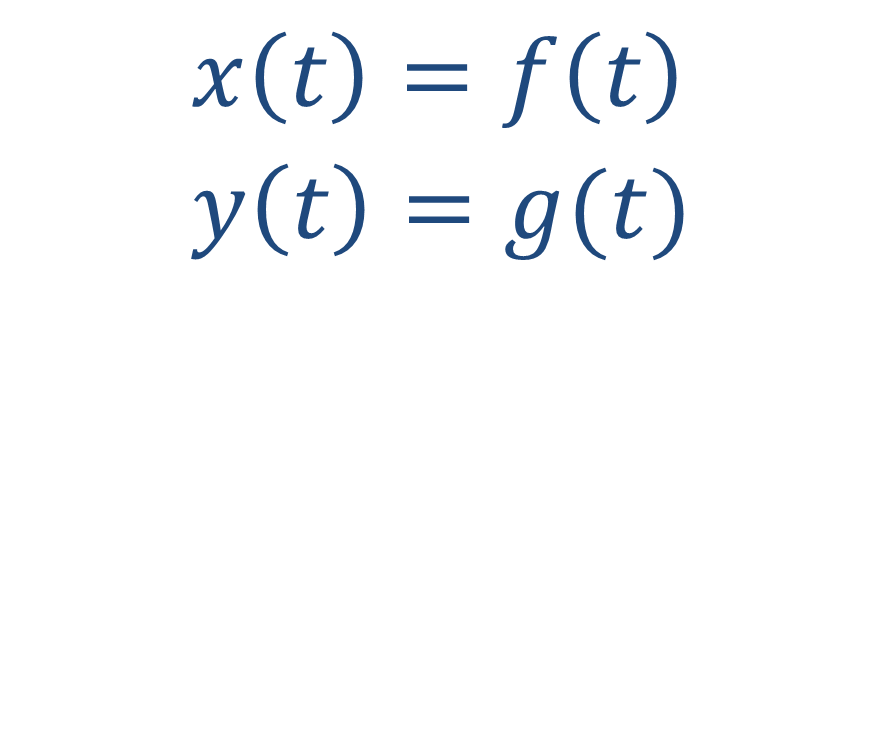 x(t) = f(t)
y(t) = g(t)